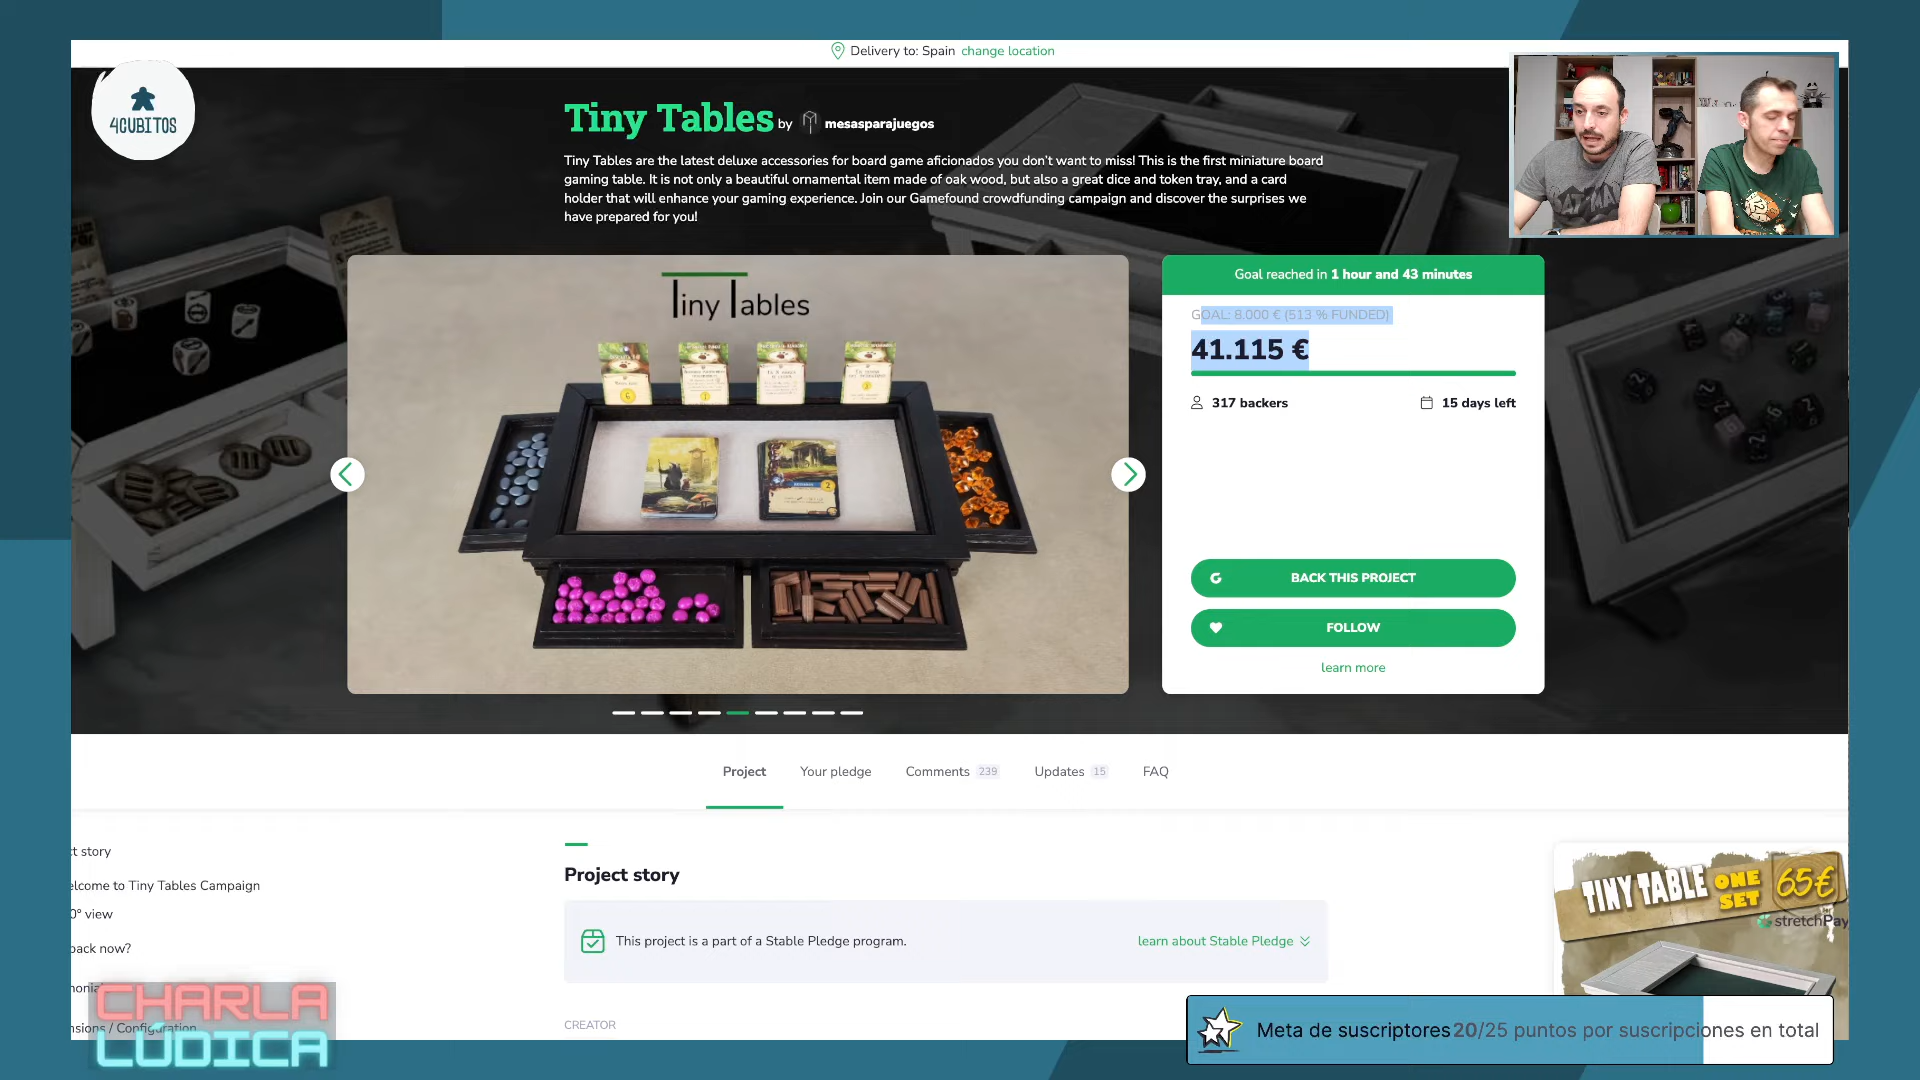 Delivery to: Spain change location
4CUBITOS
Tiny Tables by mesasparajuegos
Tiny Tables are the latest deluxe accessories for board game aficionados you don't want to miss! This is the first miniature board
gaming table. It is not only a beautiful ornamental item made of oak wood, but also a great dice and token tray, and a card
holder that will enhance your gaming experience. Join our Gamefound crowdfunding campaign and discover the surprises we
have prepared for you!
Tiny Tables
Goal reached in 1 hour and 43 minutes
GOAL: 8.000 € (513 % FUNDED)
41.115 €
317 backers
15 days left
BACK THIS PROJECT
FOLLOW
learn more
Project
Your pledge
Comments 239
Updates 15
FAQ
ct story
elcome to Tiny Tables Campaign
0° view
back now?
monia
nsions / Configuration
Project story
This project is a part of a Stable Pledge program.
learn about Stable Pledge
CREATOR
TINY TABLE ONE SET 65€
stretchPay
CHARLA
LÚDICA
Meta de suscriptores 20/25 puntos por suscripciones en total